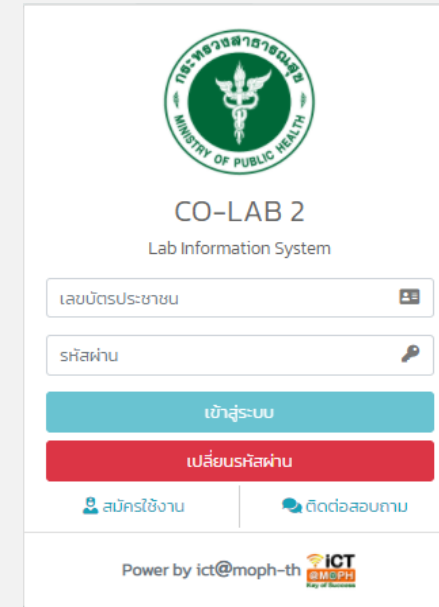 กระทรวงสาธารณสุข
MINISTRY OF PUBLIC HEALTH
CO-LAB 2
Lab Information System
เลขบัตรประชาชน
รหัสผ่าน
เข้าสู่ระบบ
เปลี่ยนรหัสผ่าน
สมัครใช้งาน
ติดต่อสอบถาม
Power by ict@moph-th
iCT
@MOPH
Key of Success